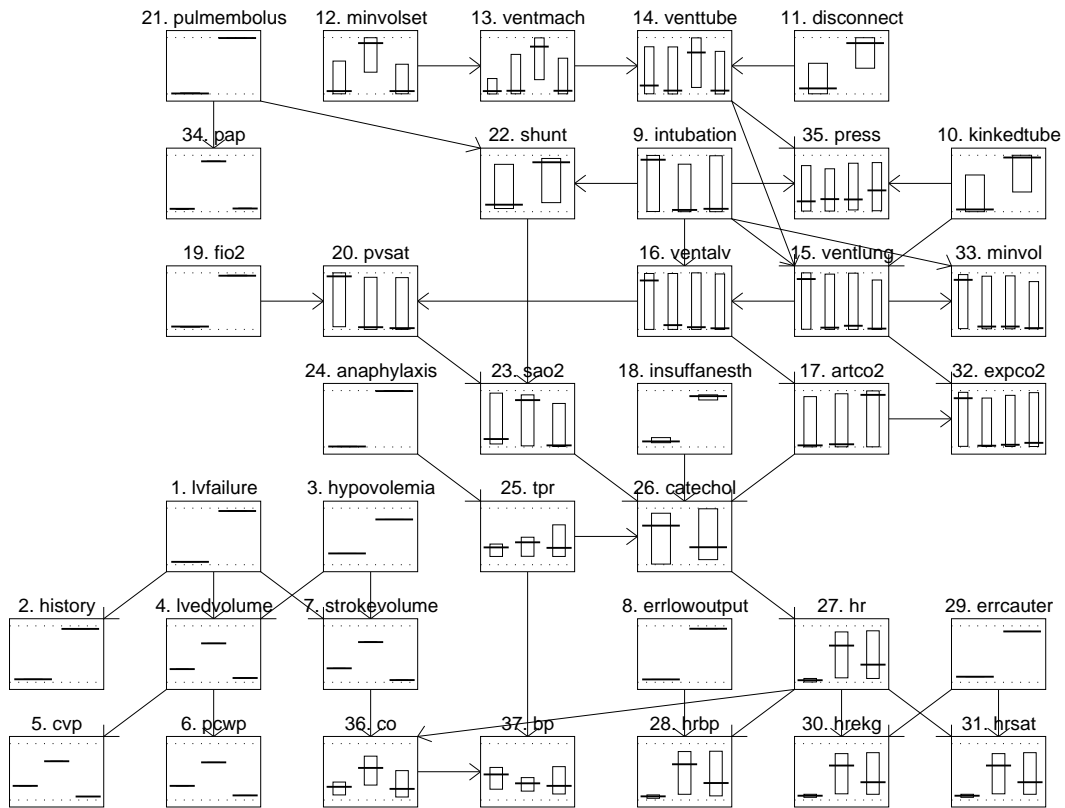 21. pulmembolus 12. minvolset 13. ventmach 14. venttube 11. disconnect
34. pap 22. shunt 9. intubation 35. press 10. kinkedtube
19. fio2 20. pvsat 16. ventalv 15. ventlung 33. minvol
24. anaphylaxis 23. sao2 18. insuffanesth 17. artco2 32. expco2
1. lvfailure 3. hypovolemia 25. tpr 26. catechol
2. history 4. lvedvolume 7. strokevolume 8. errlowoutput 27. hr 29. errcauter
5. cvp 6. pcwp 36. co 37. bp 28. hrbp 30. hrekg 31. hrsat